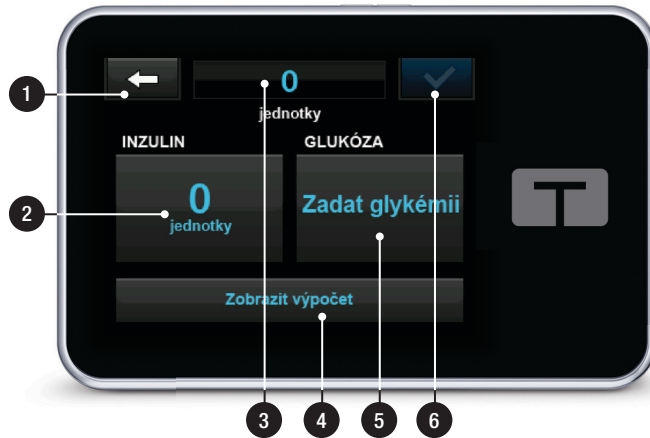 0
jednotky
INZULIN
GLUKÓZA
0
jednotky
Zadat glykémii
Zobrazit výpočet
1
2
3
4
5
6